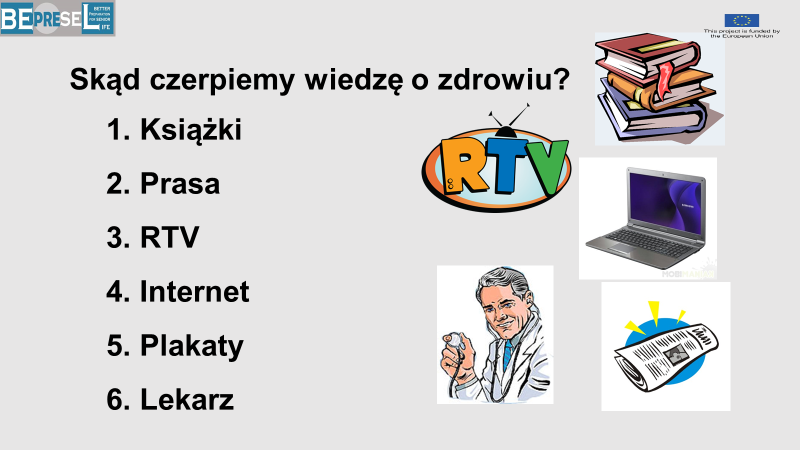 BEPRESEL
BETTER
PREPARATION
FOR SENIOR
LIFE
This project is funded by
the European Union
Skąd czerpiemy wiedzę o zdrowiu?
1. Książki
2. Prasa
3. RTV
4. Internet
5. Plakaty
6. Lekarz
RTV